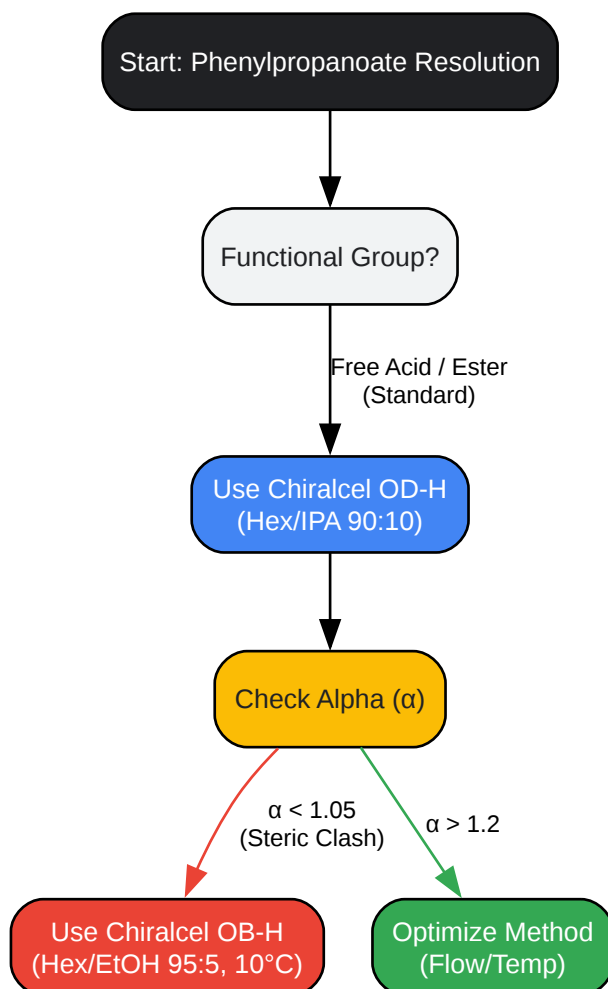 Start: Phenylpropanoate Resolution
Functional Group?
Free Acid / Ester
(Standard)
Use Chiralcel OD-H
(Hex/IPA 90:10)
Check Alpha (α)
α < 1.05
(Steric Clash)
α > 1.2
Use Chiralcel OB-H
(Hex/EtOH 95:5, 10°C)
Optimize Method
(Flow/Temp)